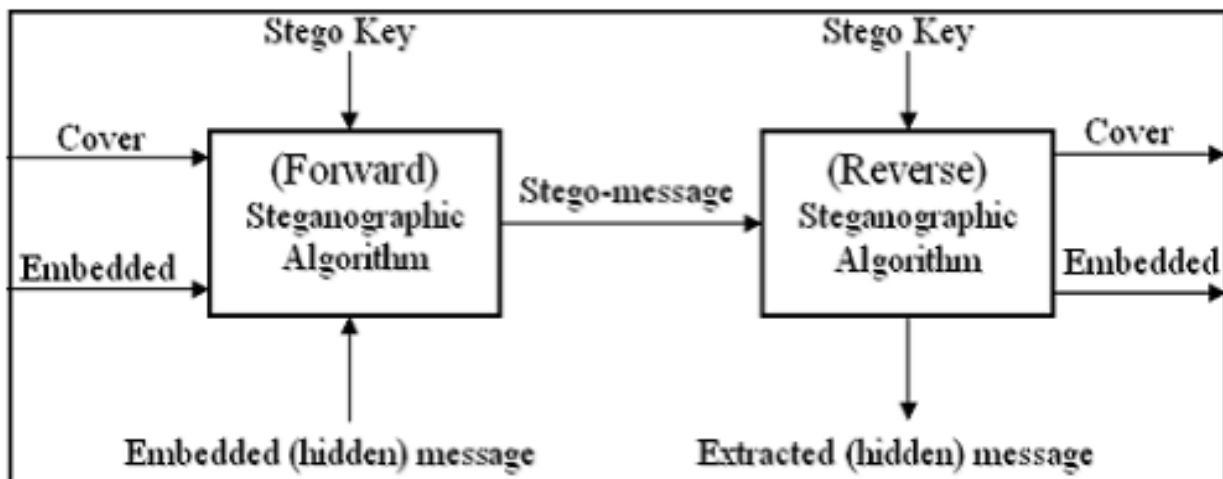 Stego Key
Stego Key
Cover
(Forward)
Steganographic
Algorithm
Embedded
Stego-message
(Reverse)
Steganographic
Algorithm
Cover
Embedded
Embedded (hidden) message
Extracted (hidden) message